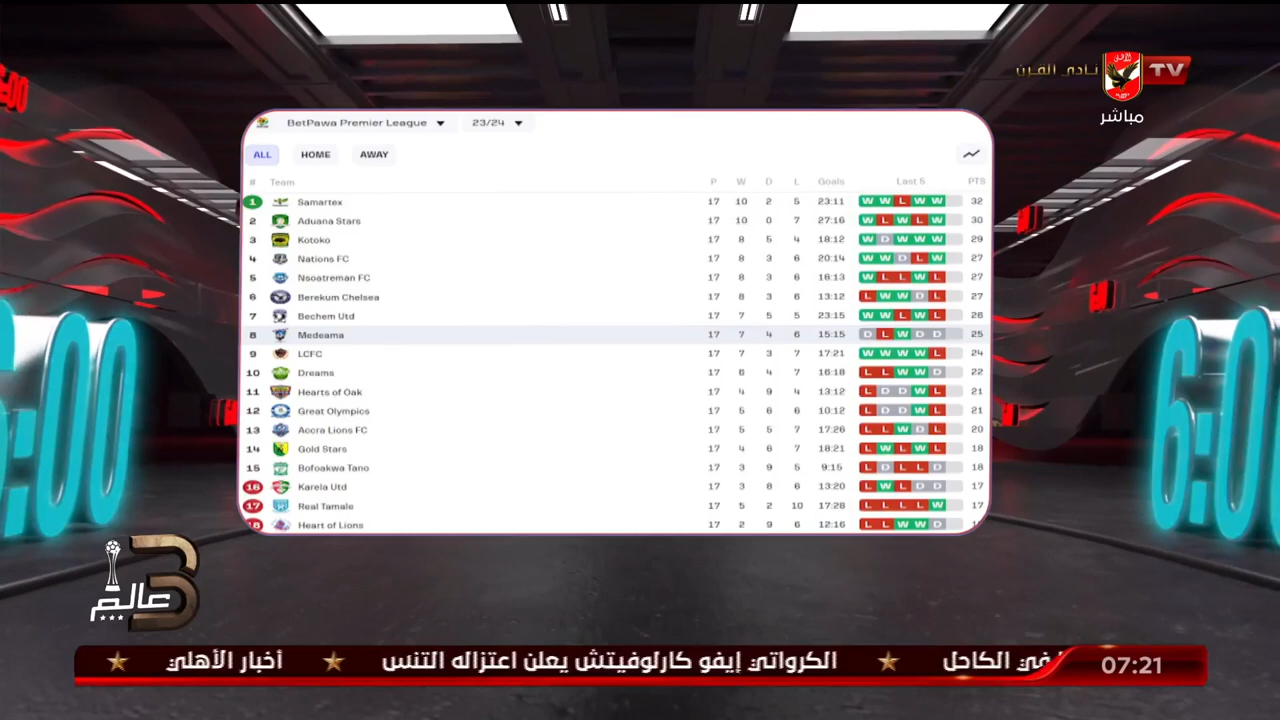 نادي القرن TV
مباشر
BetPawa Premier League 23/24
ALL HOME AWAY
# Team P W D L Goals Last 5 PTS
1 Samartex 17 10 2 5 23:11 W W L W W 32
2 Aduana Stars 17 10 0 7 27:16 W L W L W 30
3 Kotoko 17 8 5 4 18:12 W D W W W 29
4 Nations FC 17 8 3 6 20:14 W W D L W 27
5 Nsoatreman FC 17 8 3 6 16:13 W L L W L 27
6 Berekum Chelsea 17 8 3 6 13:12 L W W D L 27
7 Bechem Utd 17 7 5 5 23:15 W W L W L 26
8 Medeama 17 7 4 6 15:15 D L W D D 25
9 LCFC 17 7 3 7 17:21 W W W W L 24
10 Dreams 17 6 4 7 16:18 L L W W D 22
11 Hearts of Oak 17 4 9 4 13:12 L D D W L 21
12 Great Olympics 17 5 6 6 10:12 L D D W L 21
13 Accra Lions FC 17 5 5 7 17:26 L L W D L 20
14 Gold Stars 17 4 6 7 18:21 L W L W L 18
15 Bofoakwa Tano 17 3 9 5 9:15 L D L L D 18
16 Karela Utd 17 3 8 6 13:20 L W L D D 17
17 Real Tamale 17 5 2 10 17:28 L L L L W 17
18 Heart of Lions 17 2 9 6 12:16 L L W W D
6:00
عالم 3
07:21 في الكاحل ★ الكرواتي إيفو كارلوفيتش يعلن اعتزاله التنس ★ أخبار الأهلي ★